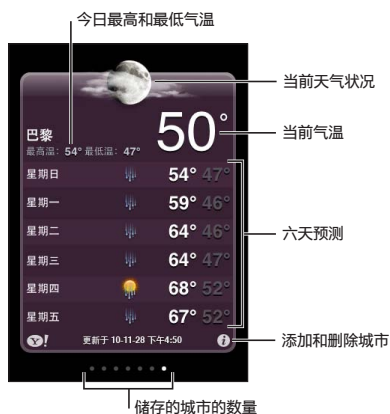 今日最高和最低气温
当前天气状况
50°
当前气温
巴黎
最高温：54° 最低温：47°
星期日 54° 47°
星期一 59° 46°
星期二 64° 46°
星期三 64° 47°
六天预测
星期四 68° 52°
星期五 67° 52°
Y! 更新于 10-11-28 下午4:50 i
添加和删除城市
储存的城市的数量